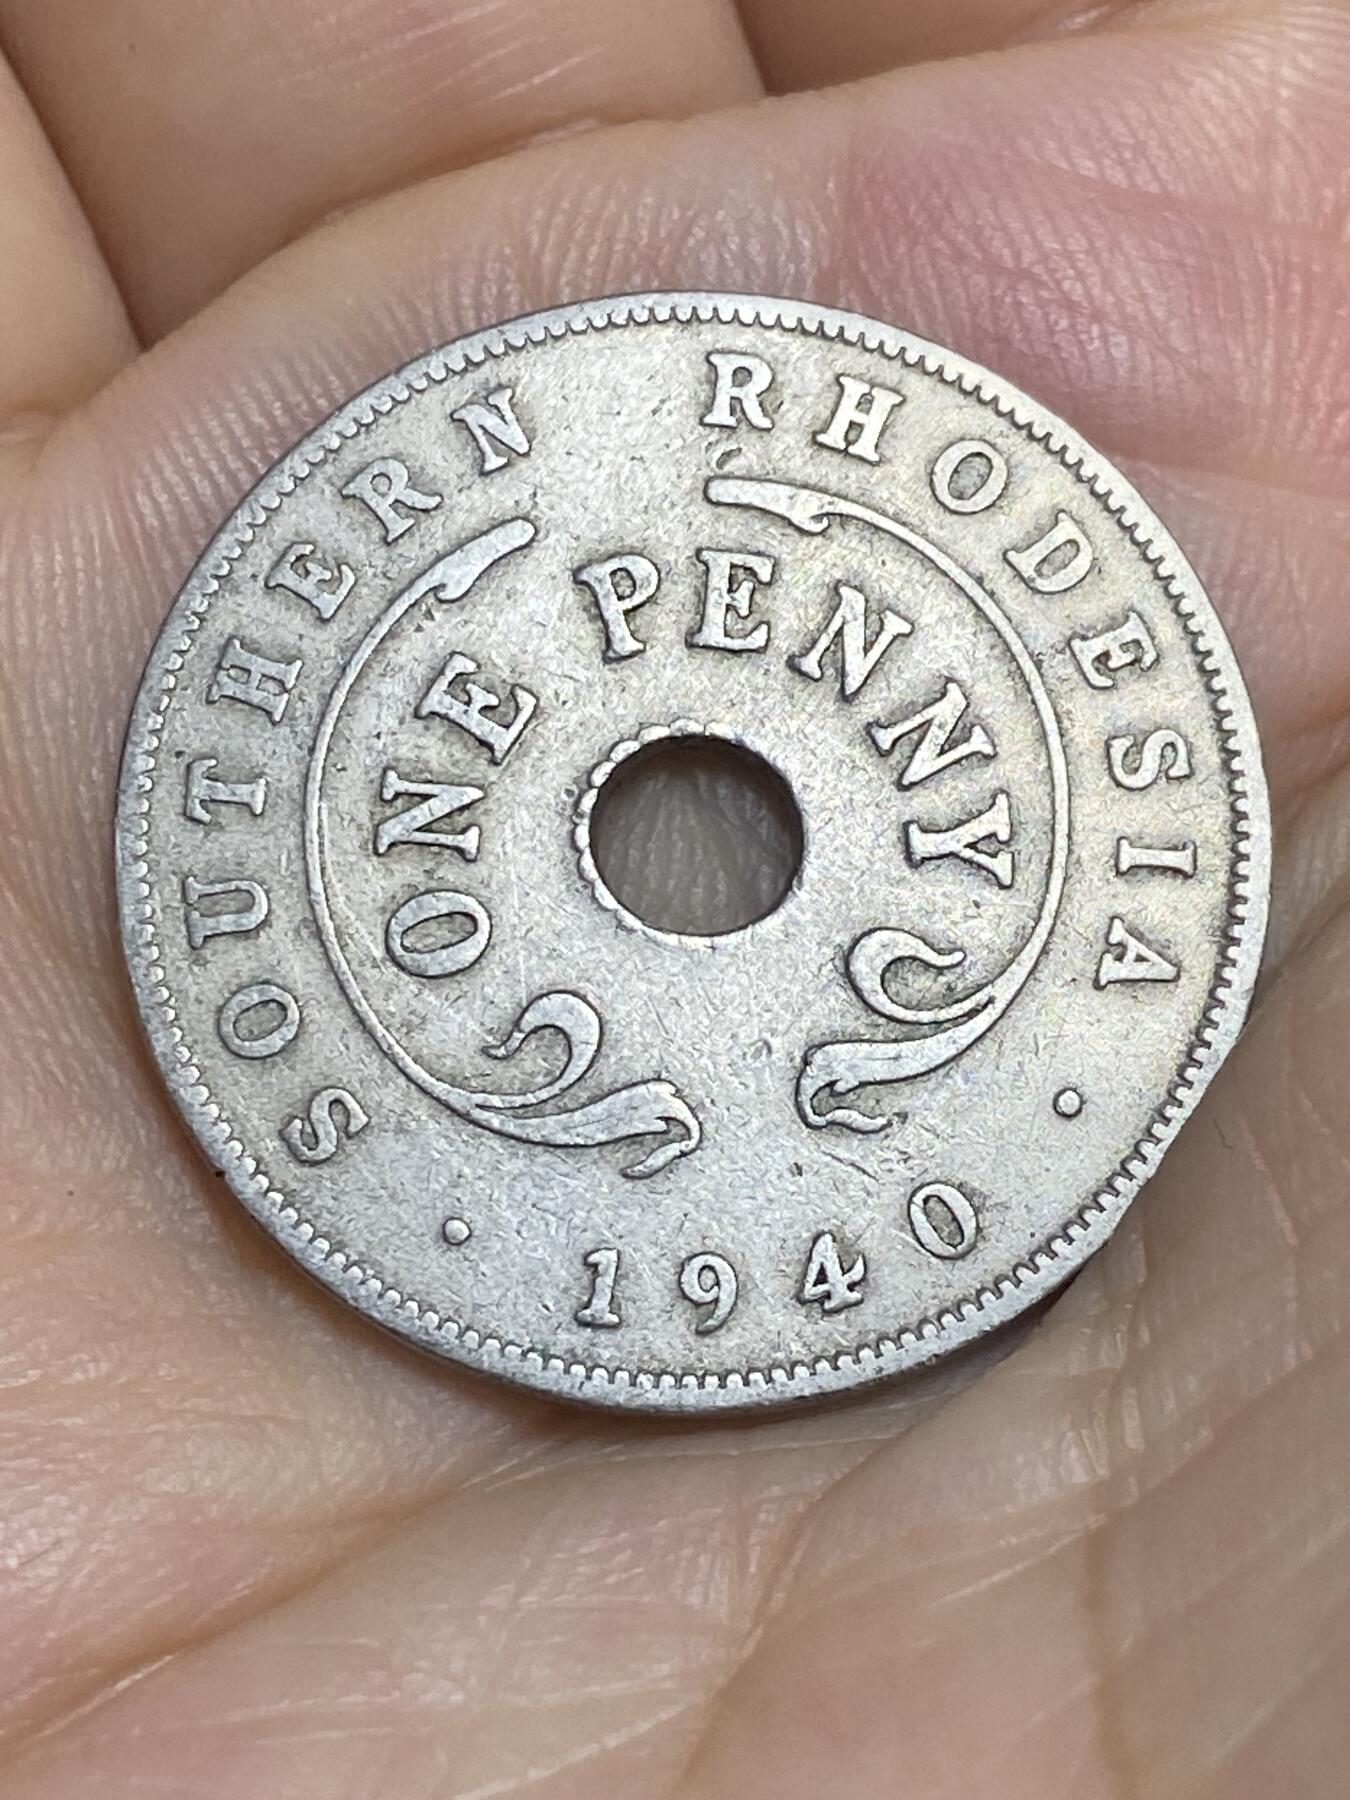 SOUTHERN RHODESIA
ONE PENNY
· 1940 ·